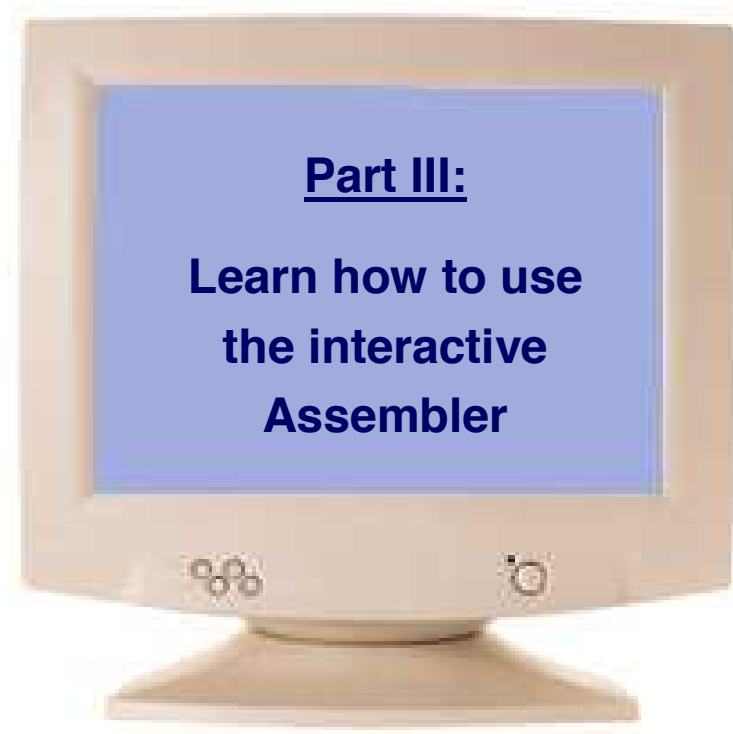 Part III:
Learn how to use
the interactive
Assembler